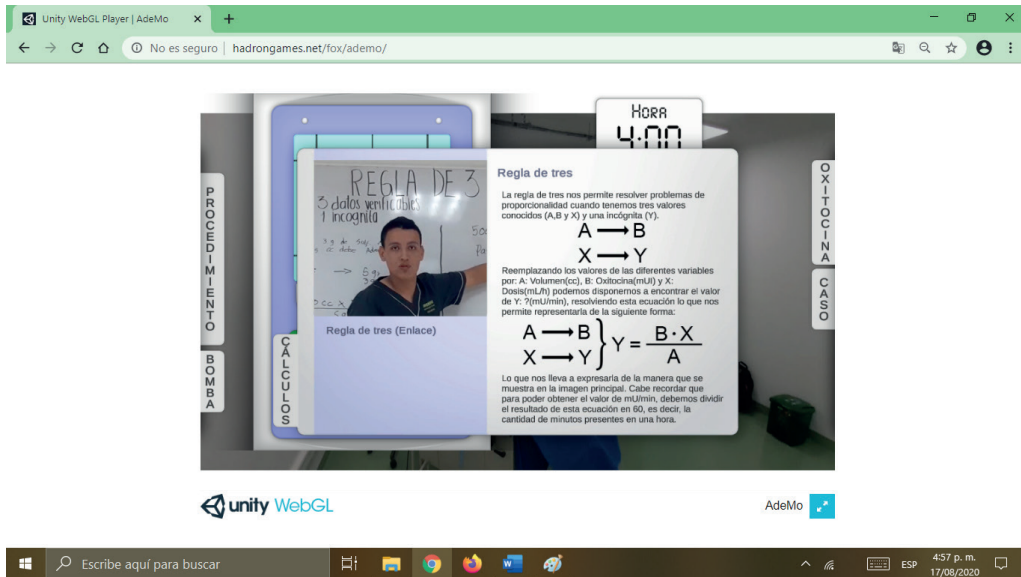 Unity WebGL Player | AdeMo
No es seguro | hadrongames.net/fox/ademo/
HORA
4:00
PROCEDIMIENTO
BOMBA
CÁLCULOS
OXITOCINA
CASO
REGLA DE 3
3 datos verificables
1 incognita
Regla de tres (Enlace)
Regla de tres
La regla de tres nos permite resolver problemas de
proporcionalidad cuando tenemos tres valores
conocidos (A,B y X) y una incógnita (Y).
A → B
X → Y
Reemplazando los valores de las diferentes variables
por: A: Volumen(cc), B: Oxitocina(mUI) y X:
Dosis(mL/h) podemos disponernos a encontrar el valor
de Y: ?(mU/min), resolviendo esta ecuación lo que nos
permite representarla de la siguiente forma:
A → B
X → Y
} Y = B·X / A
Lo que nos lleva a expresarla de la manera que se
muestra en la imagen principal. Cabe recordar que
para poder obtener el valor de mU/min, debemos dividir
el resultado de esta ecuación en 60, es decir, la
cantidad de minutos presentes en una hora.
unity WebGL
AdeMo
Escribe aquí para buscar
ESP
4:57 p. m.
17/08/2020